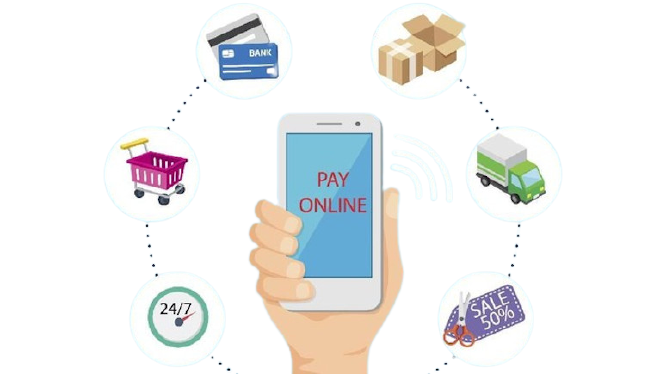 BANK
PAY
ONLINE
24/7
SALE
50%